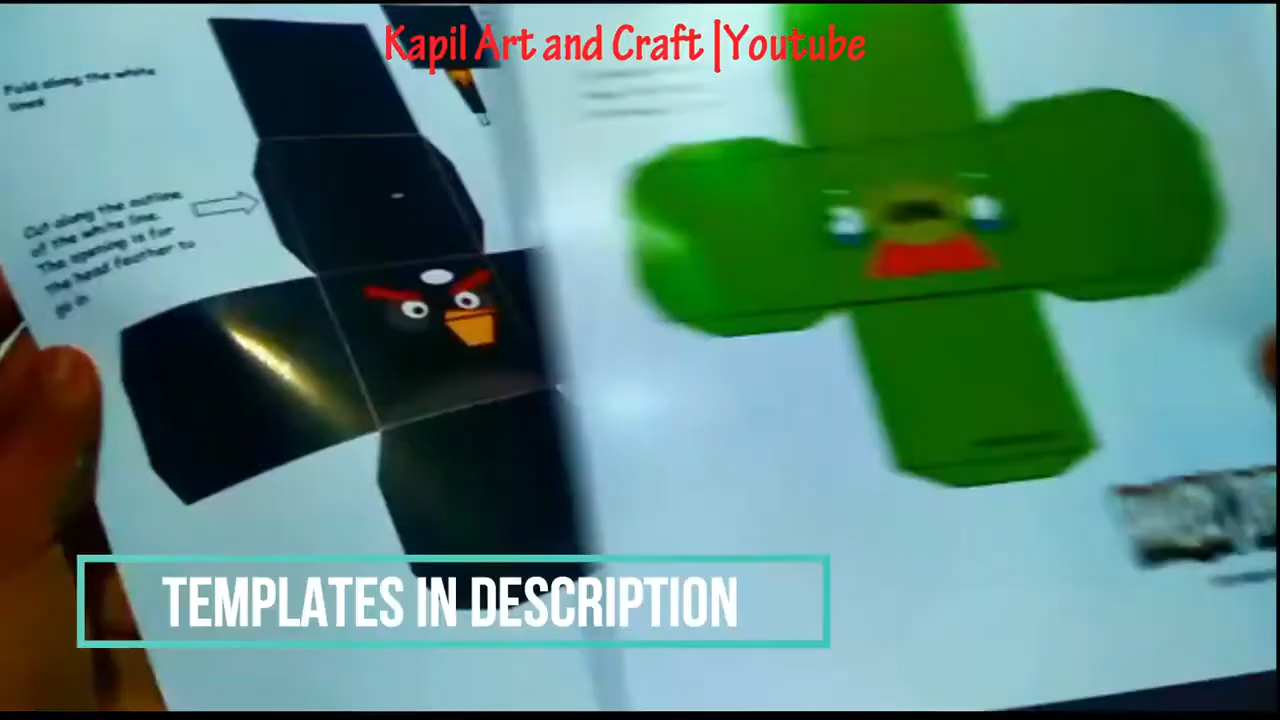 Kapil Art and Craft |Youtube
Fold along the white
lines
Cut along the outline
of the white line.
The opening is for
the head feather to
go in
TEMPLATES IN DESCRIPTION